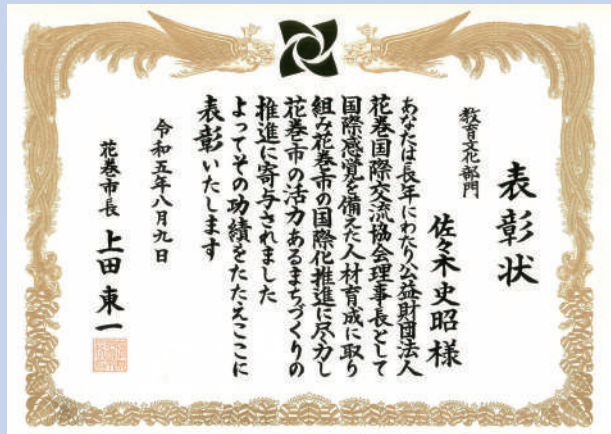 表彰状
教育文化部門
佐々木史昭様
あなたは長年にわたり公益財団法人
花巻国際交流協会理事長として
国際感覚を備えた人材育成に取り
組み花巻市の国際化推進に尽力し
花巻市の活力あるまちづくりの
推進に寄与されました
よってその功績をたたえここに
表彰いたします
令和五年八月九日
花巻市長 上田東一